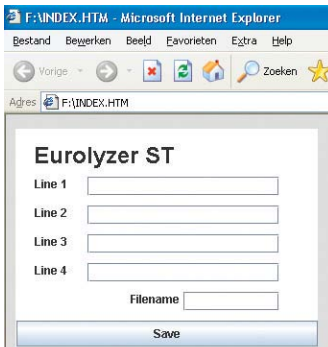 F:\INDEX.HTM - Microsoft Internet Explorer
Bestand Bewerken Beeld Favorieten Extra Help
Vorige Zoeken
Adres F:\INDEX.HTM
Eurolyzer ST
Line 1
Line 2
Line 3
Line 4
Filename
Save